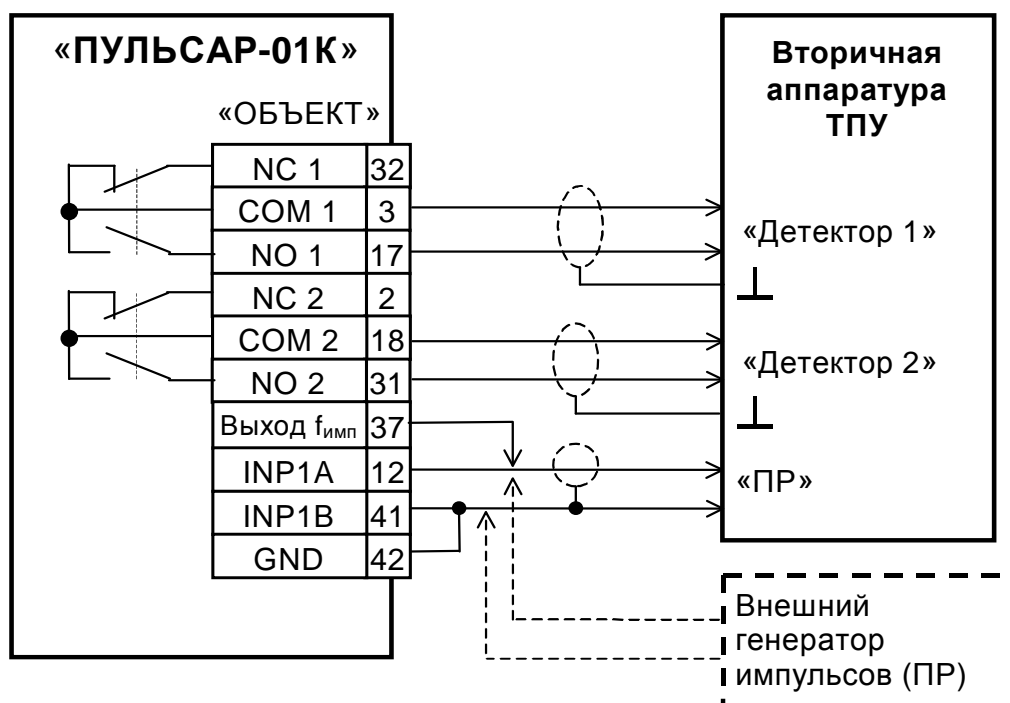 «ПУЛЬСАР-01К»
«ОБЪЕКТ»
NC 1 32
COM 1 3
NO 1 17
NC 2 2
COM 2 18
NO 2 31
Выход fимп 37
INP1A 12
INP1B 41
GND 42
Вторичная
аппаратура
ТПУ
«Детектор 1»
«Детектор 2»
«ПР»
Внешний
генератор
импульсов (ПР)